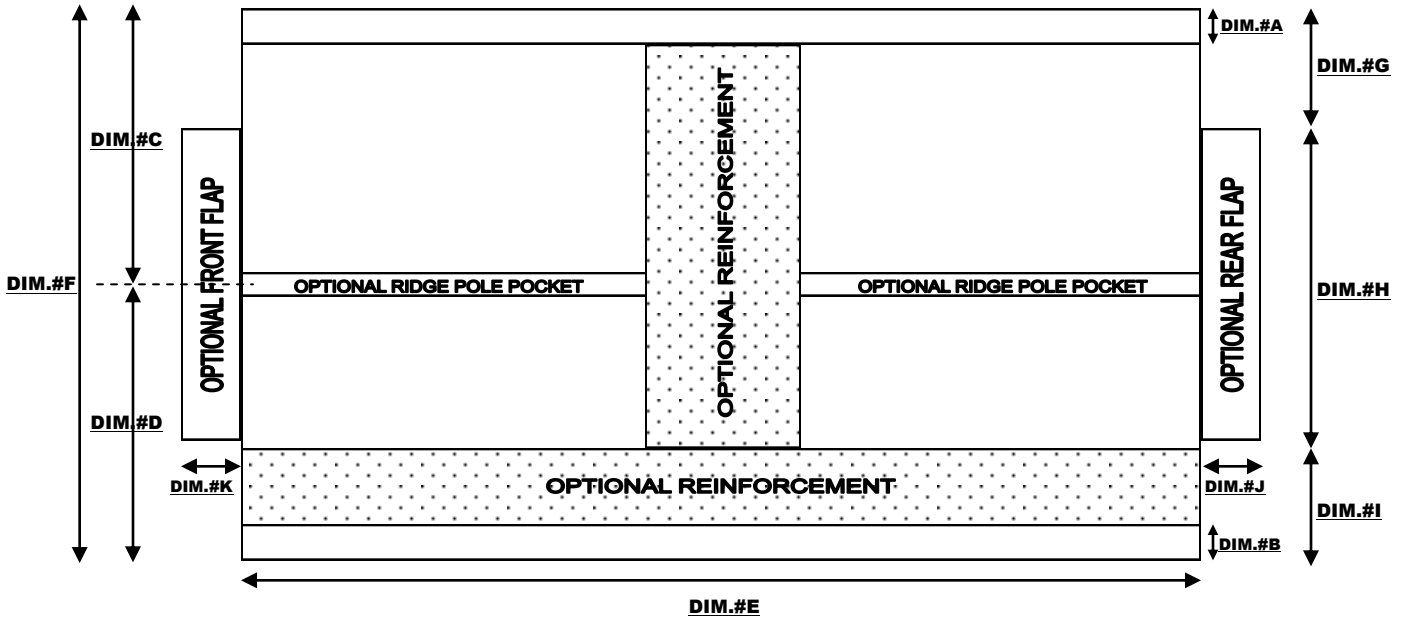 DIM.#A
DIM.#G
DIM.#C
OPTIONAL REINFORCEMENT
OPTIONAL FRONT FLAP
OPTIONAL REAR FLAP
DIM.#F
OPTIONAL RIDGE POLE POCKET
OPTIONAL RIDGE POLE POCKET
DIM.#H
DIM.#D
DIM.#K
OPTIONAL REINFORCEMENT
DIM.#J
DIM.#I
DIM.#B
DIM.#E